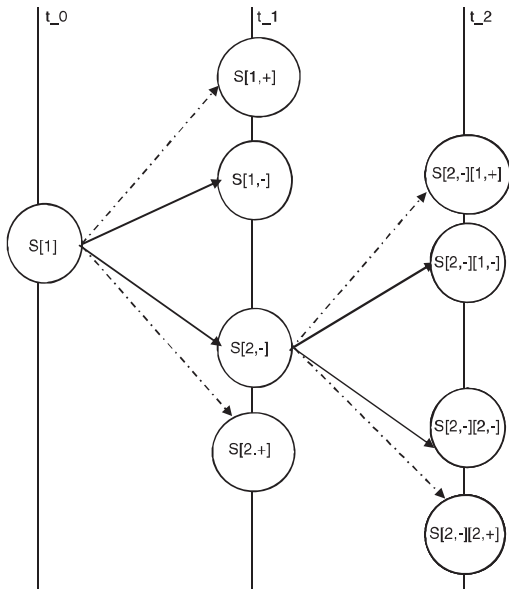 t_0
t_1
t_2
S[1,+]
S[1,-]
S[2,-][1,+]
S[1]
S[2,-][1,-]
S[2,-]
S[2,-][2,-]
S[2.+]
S[2,-][2,+]